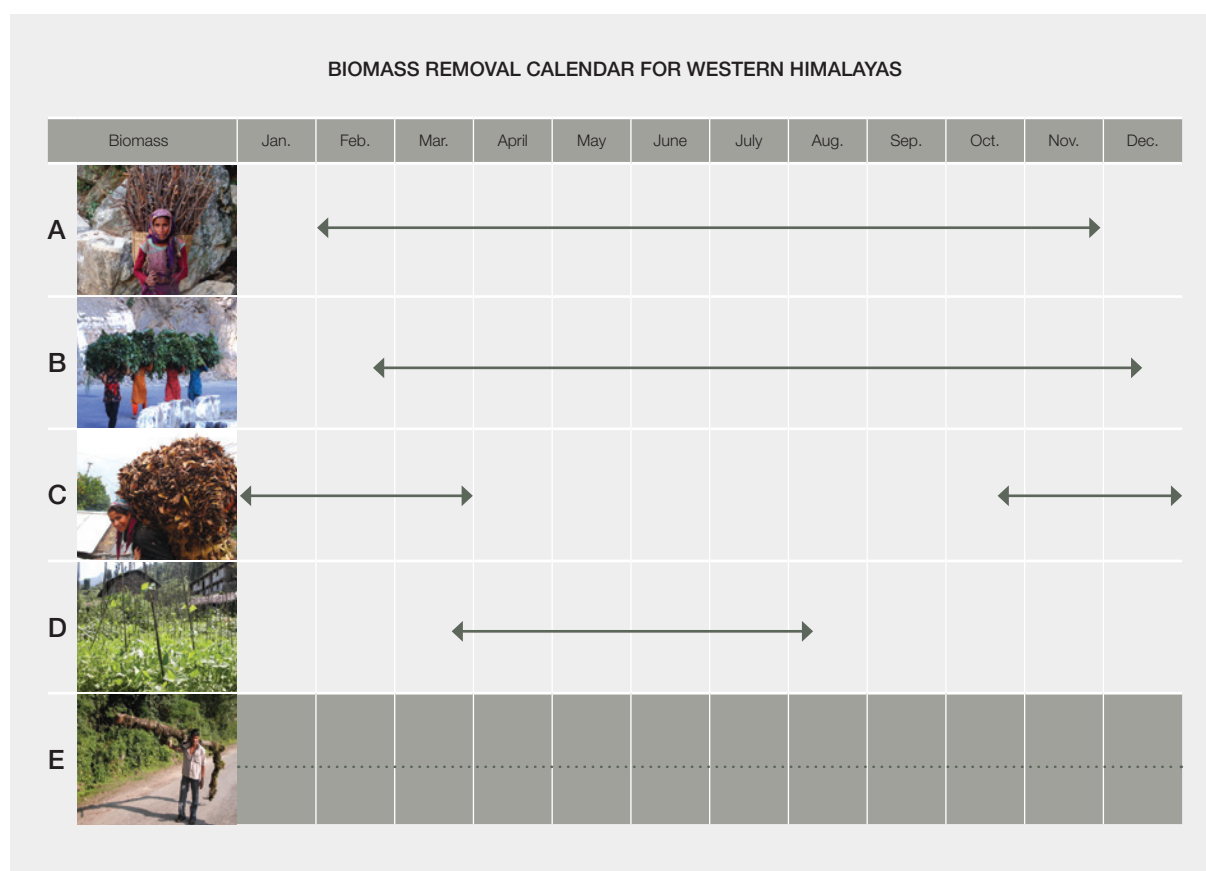 BIOMASS REMOVAL CALENDAR FOR WESTERN HIMALAYAS
Biomass Jan. Feb. Mar. April May June July Aug. Sep. Oct. Nov. Dec.
A
B
C
D
E